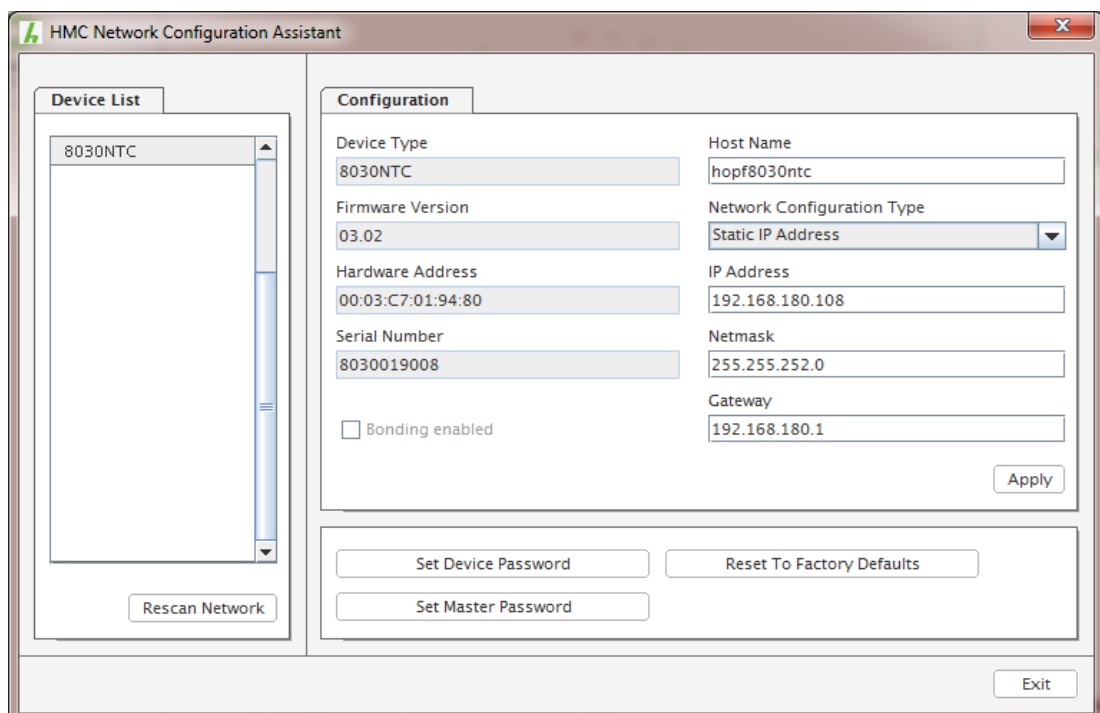 HMC Network Configuration Assistant
Device List
8030NTC
Rescan Network
Configuration
Device Type
8030NTC
Firmware Version
03.02
Hardware Address
00:03:C7:01:94:80
Serial Number
8030019008
Bonding enabled
Host Name
hopf8030ntc
Network Configuration Type
Static IP Address
IP Address
192.168.180.108
Netmask
255.255.252.0
Gateway
192.168.180.1
Apply
Set Device Password
Reset To Factory Defaults
Set Master Password
Exit